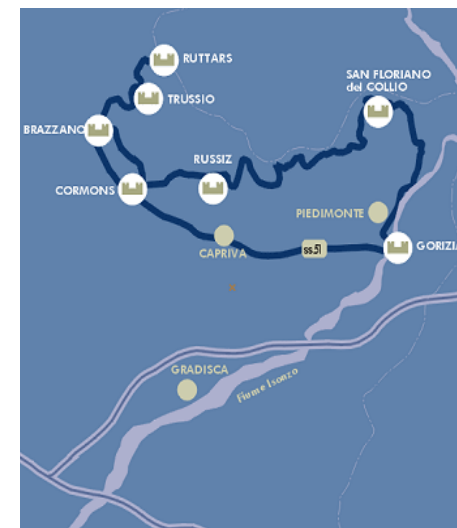 RUTTARS
SAN FLORIANO
del COLLIO
TRUSSIO
BRAZZANO
RUSSIZ
CORMONS
PIEDIMONTE
CAPRIVA
ss.51
GORIZIA
GRADISCA
Fiume Isonzo